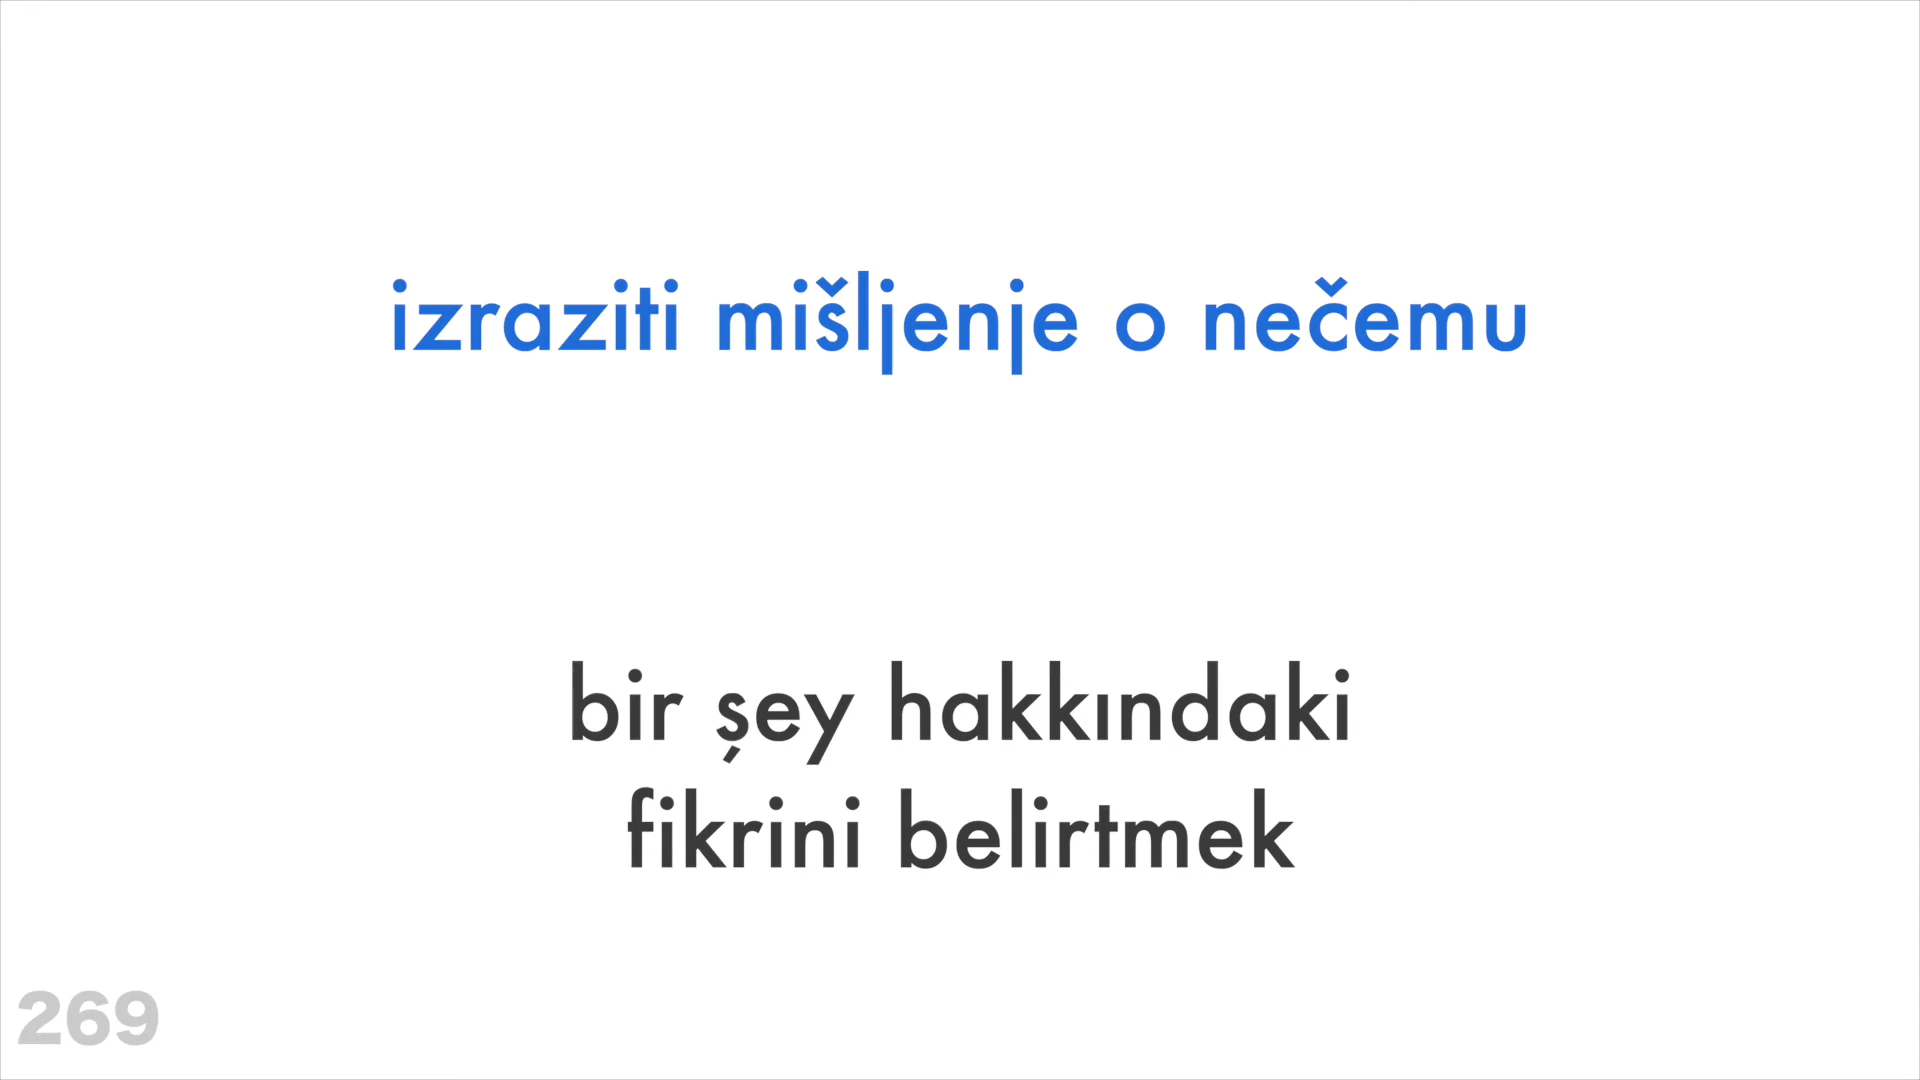 izraziti mišljenje o nečemu
bir şey hakkındaki
fikrini belirtmek
269